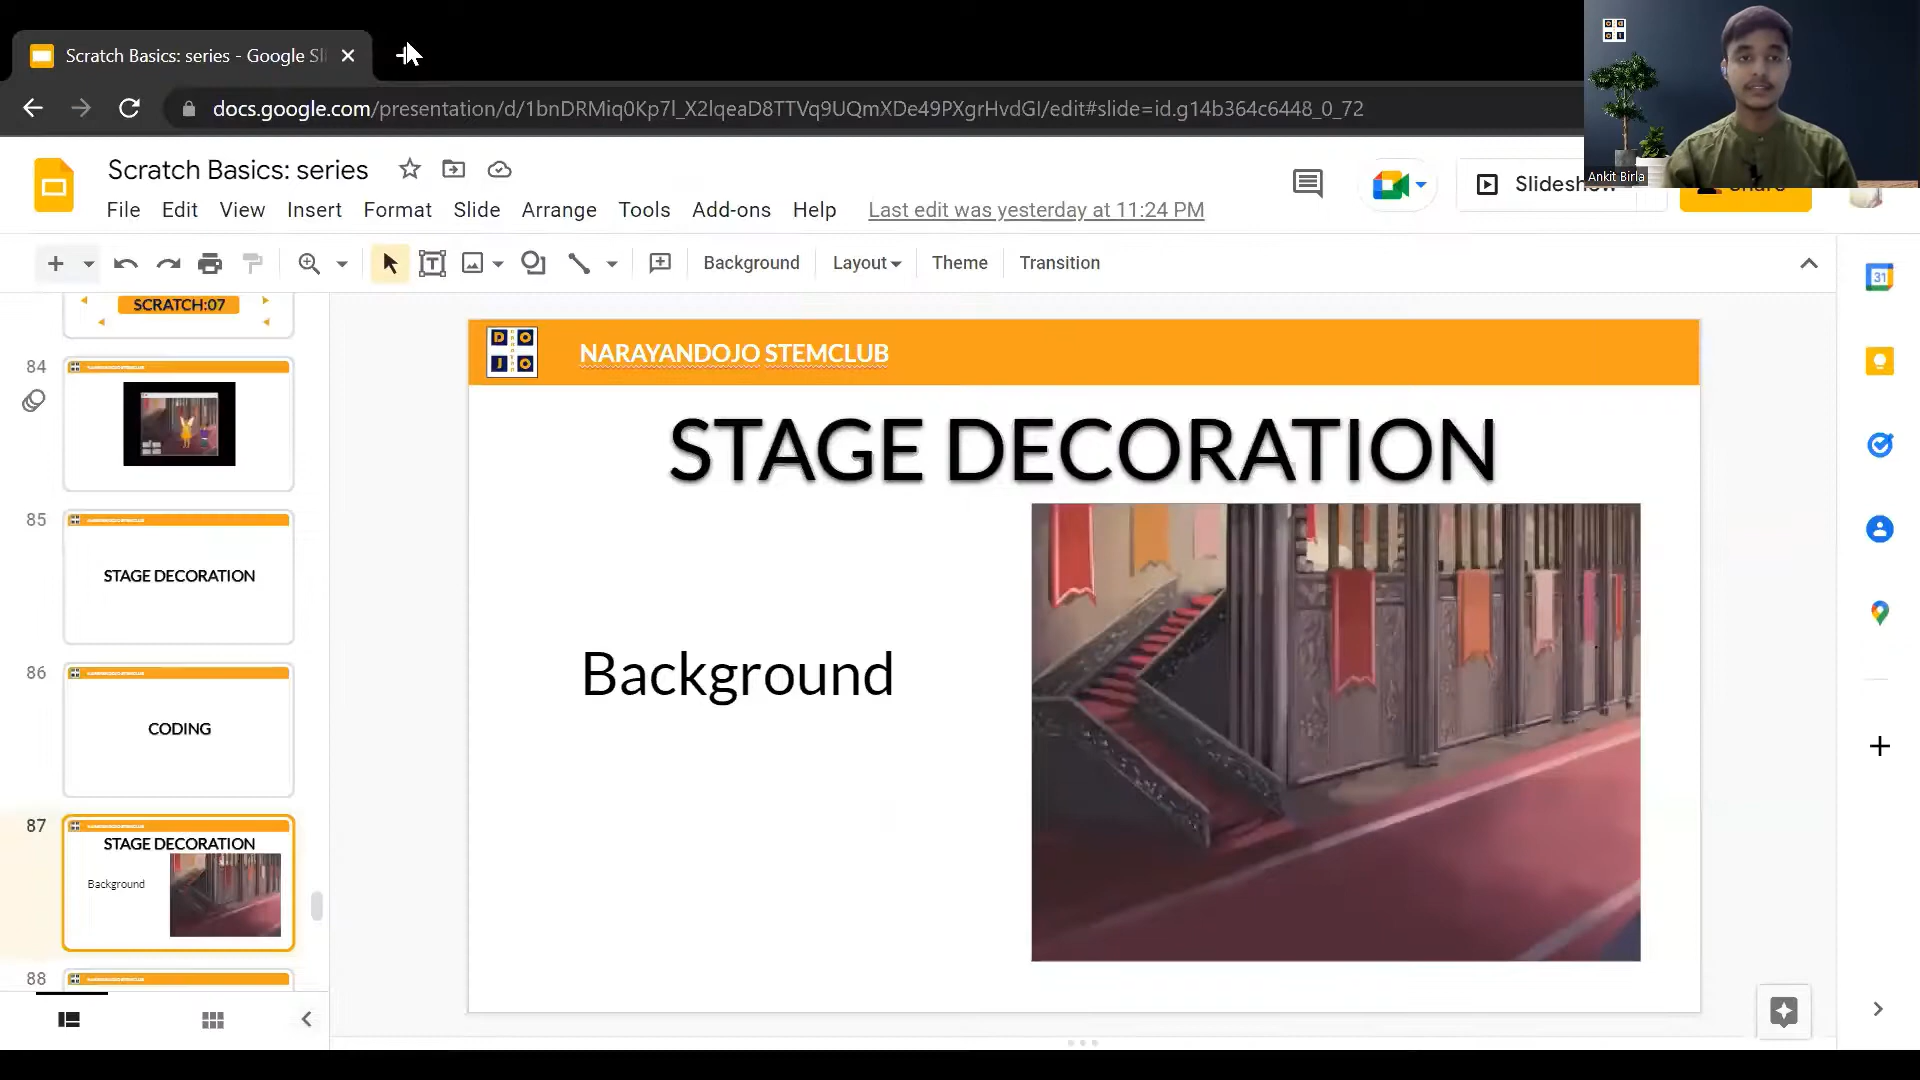 Scratch Basics: series - Google Sl
docs.google.com/presentation/d/1bnDRMiq0Kp7l_X2lqeaD8TTVq9UQmXDe49PXgrHvdGI/edit#slide=id.g14b364c6448_0_72
Ankit Birla
Scratch Basics: series
Slideshow
Share
File Edit View Insert Format Slide Arrange Tools Add-ons Help Last edit was yesterday at 11:24 PM
Background Layout Theme Transition
31
SCRATCH:07
84
85
STAGE DECORATION
86
CODING
87
STAGE DECORATION
Background
88
D O
J O
NARAYANDOJO STEMCLUB
STAGE DECORATION
Background